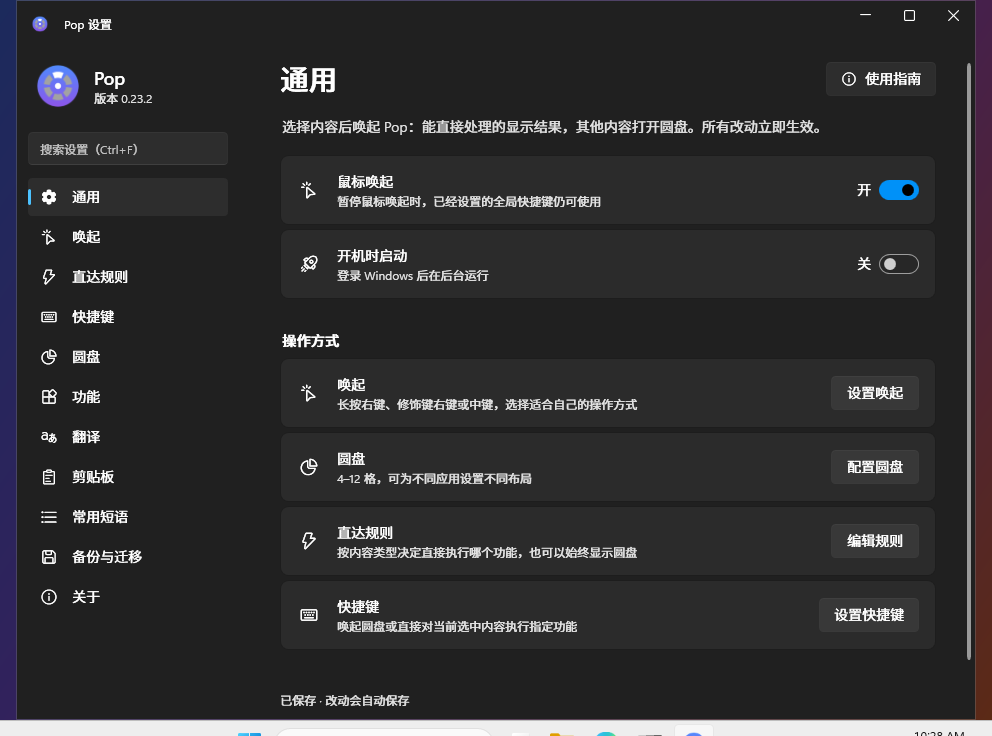 Pop 设置
Pop
版本 0.23.2
搜索设置（Ctrl+F）
通用
唤起
直达规则
快捷键
圆盘
功能
翻译
剪贴板
常用短语
备份与迁移
关于
通用
使用指南
选择内容后唤起 Pop：能直接处理的显示结果，其他内容打开圆盘。所有改动立即生效。
鼠标唤起
暂停鼠标唤起时，已经设置的全局快捷键仍可使用
开
开机时启动
登录 Windows 后在后台运行
关
操作方式
唤起
长按右键、修饰键右键或中键，选择适合自己的操作方式
设置唤起
圆盘
4–12 格，可为不同应用设置不同布局
配置圆盘
直达规则
按内容类型决定直接执行哪个功能，也可以始终显示圆盘
编辑规则
快捷键
唤起圆盘或直接对当前选中内容执行指定功能
设置快捷键
已保存 · 改动会自动保存
10:28 AM